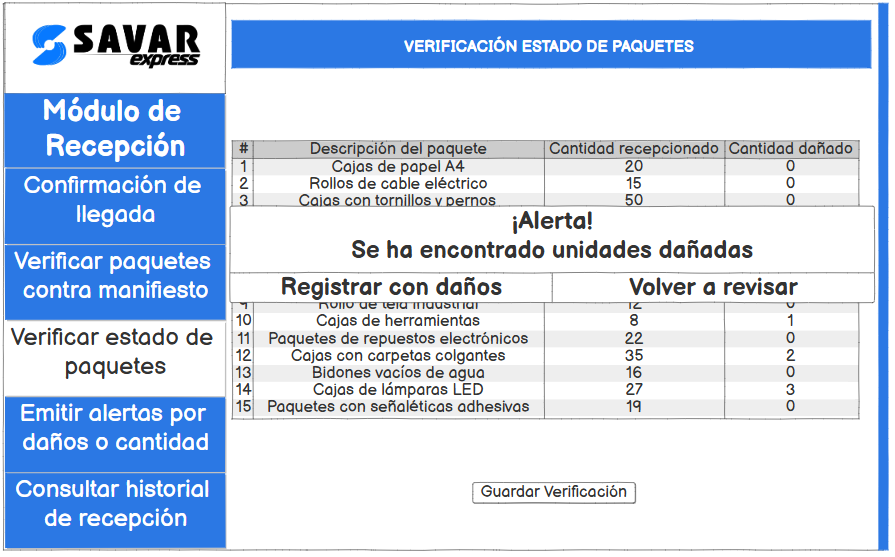 SAVAR
express
Módulo de
Recepción
Confirmación de
llegada
Verificar paquetes
contra manifiesto
Verificar estado de
paquetes
Emitir alertas por
daños o cantidad
Consultar historial
de recepción
VERIFICACIÓN ESTADO DE PAQUETES
# Descripción del paquete Cantidad recepcionado Cantidad dañado
1 Cajas de papel A4 20 0
2 Rollos de cable eléctrico 15 0
3 Cajas con tornillos y pernos 50 0
¡Alerta!
Se ha encontrado unidades dañadas
Registrar con daños Volver a revisar
9 Rollo de tela industrial 12 0
10 Cajas de herramientas 8 1
11 Paquetes de repuestos electrónicos 22 0
12 Cajas con carpetas colgantes 35 2
13 Bidones vacíos de agua 16 0
14 Cajas de lámparas LED 27 3
15 Paquetes con señaléticas adhesivas 19 0
Guardar Verificación